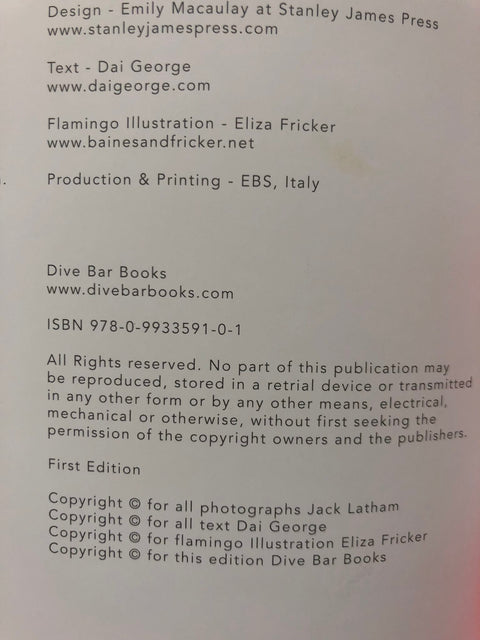 Design - Emily Macaulay at Stanley James Press
www.stanleyjamespress.com
Text - Dai George
www.daigeorge.com
Flamingo Illustration - Eliza Fricker
www.bainesandfricker.net
Production & Printing - EBS, Italy
Dive Bar Books
www.divebarbooks.com
ISBN 978-0-9933591-0-1
All Rights reserved. No part of this publication may
be reproduced, stored in a retrial device or transmitted
in any other form or by any other means, electrical,
mechanical or otherwise, without first seeking the
permission of the copyright owners and the publishers.
First Edition
Copyright © for all photographs Jack Latham
Copyright © for all text Dai George
Copyright © for flamingo Illustration Eliza Fricker
Copyright © for this edition Dive Bar Books